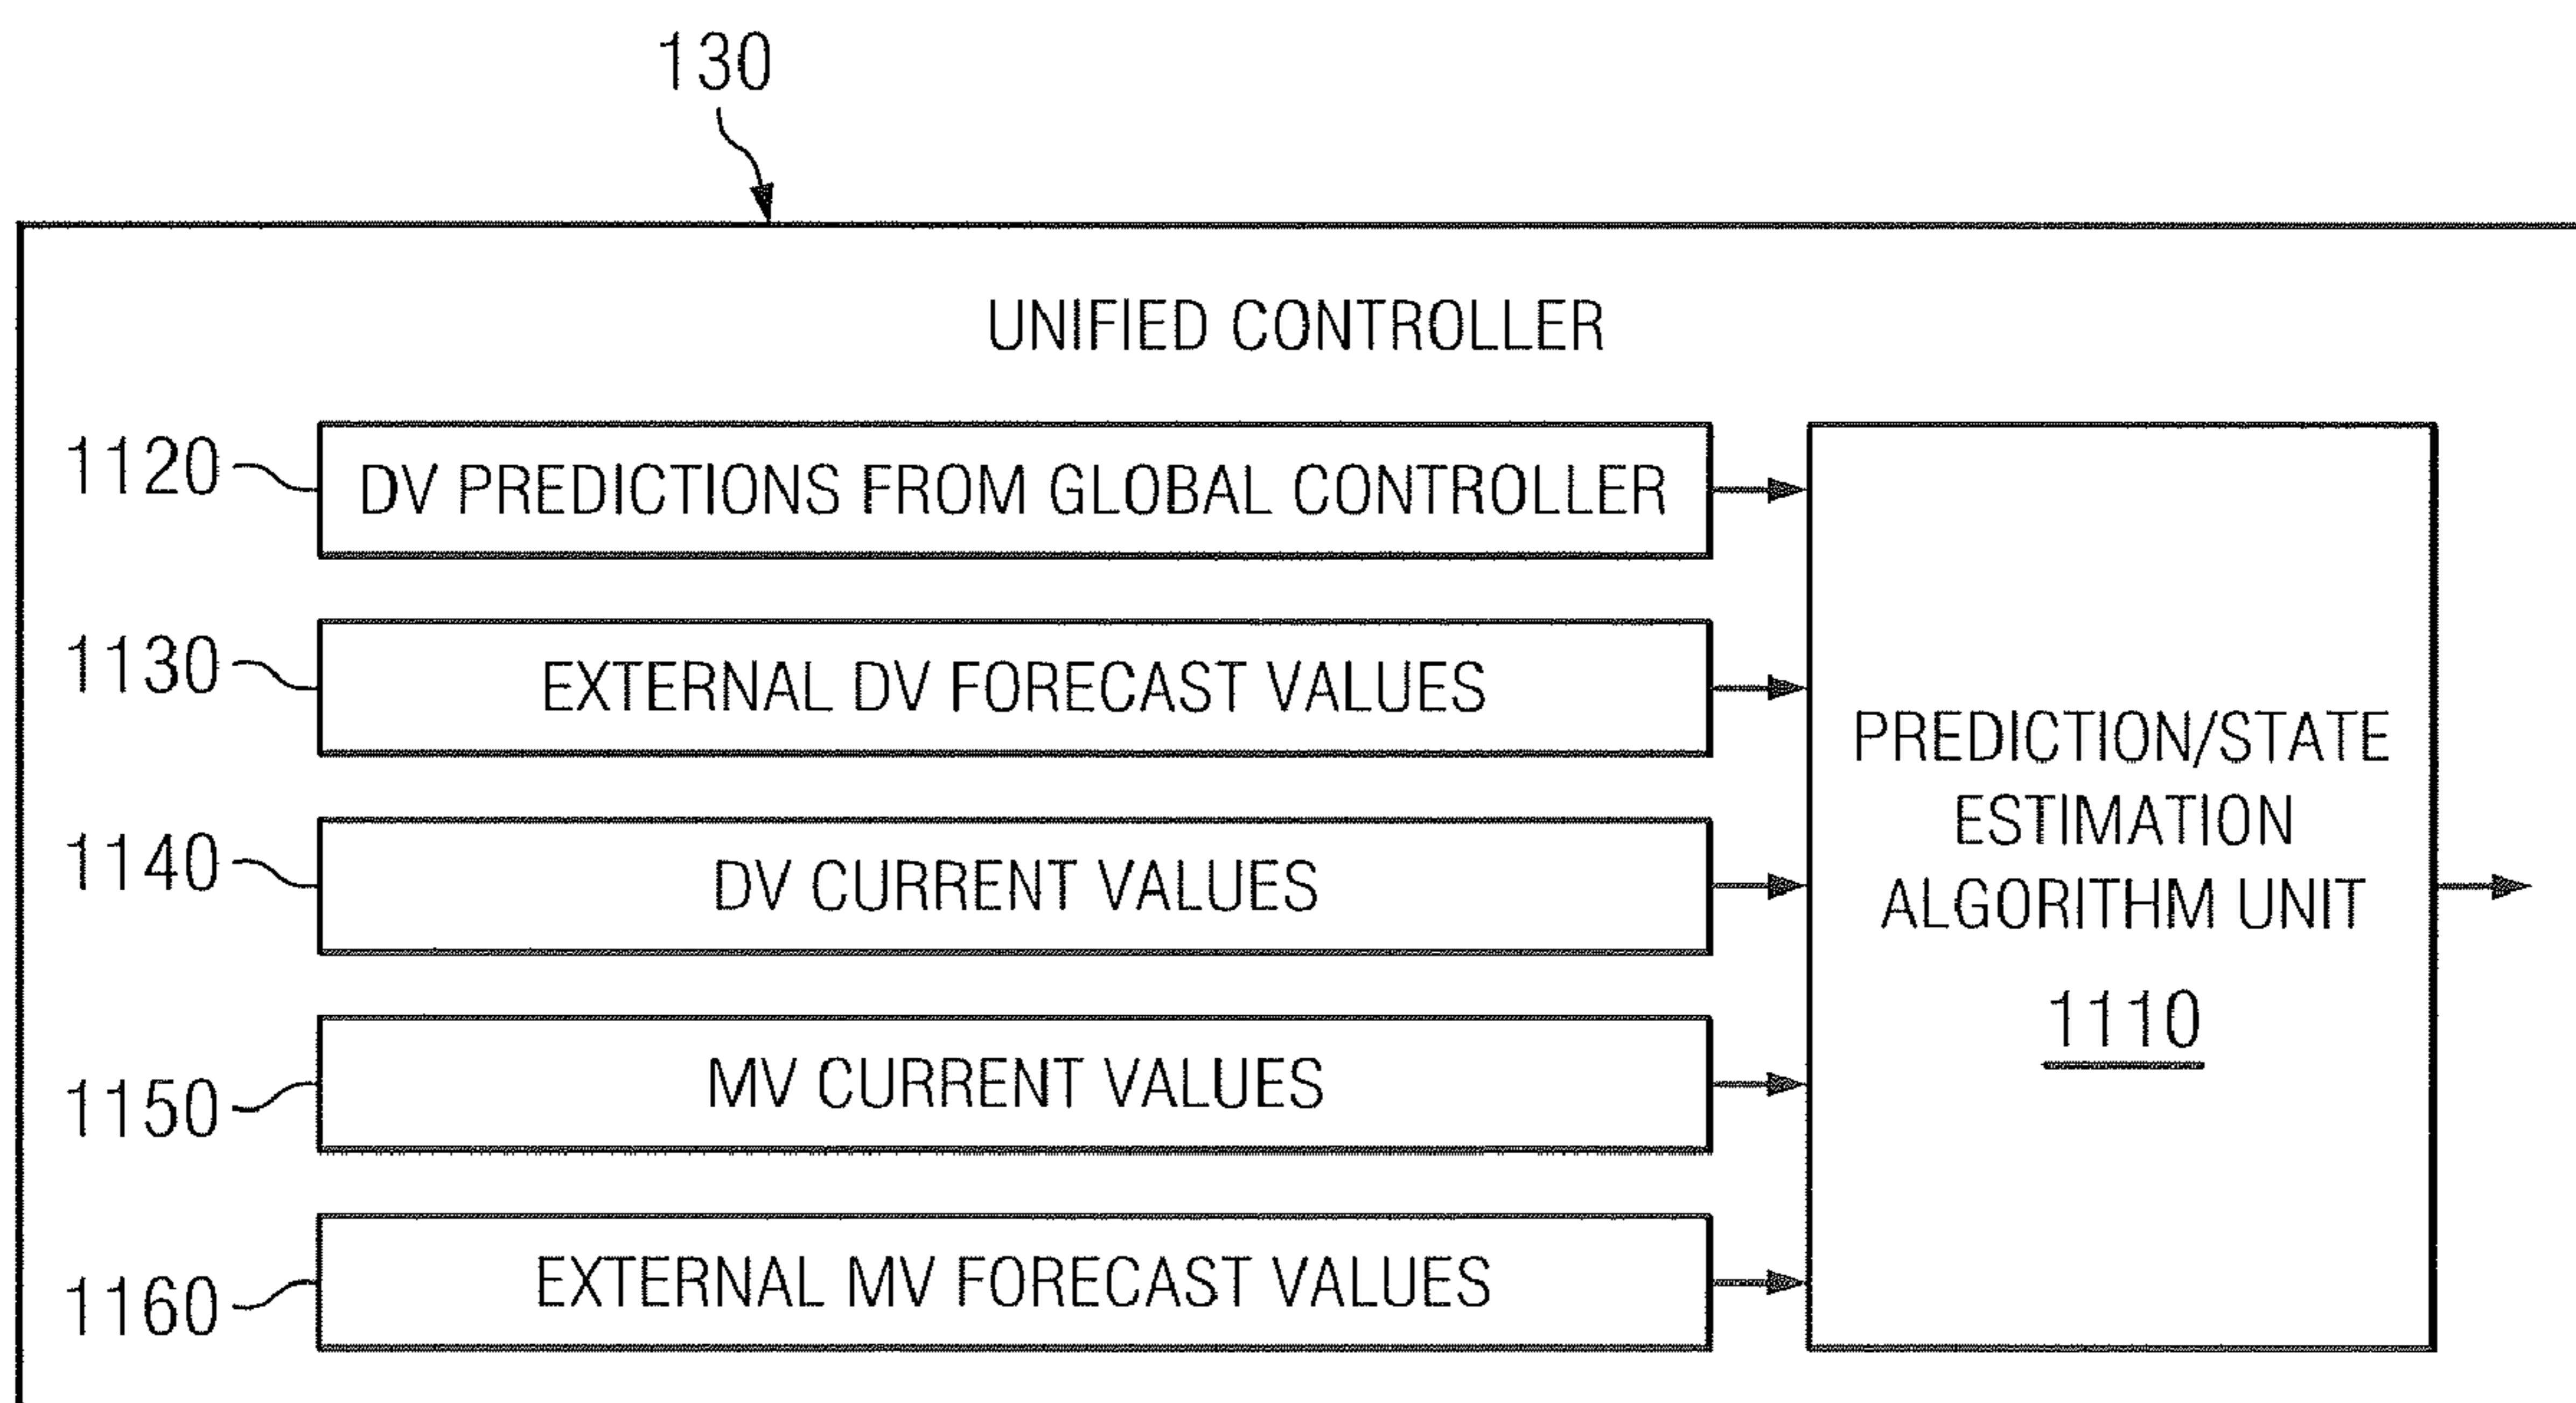 130
UNIFIED CONTROLLER
1120
DV PREDICTIONS FROM GLOBAL CONTROLLER
1130
EXTERNAL DV FORECAST VALUES
1140
DV CURRENT VALUES
1150
MV CURRENT VALUES
1160
EXTERNAL MV FORECAST VALUES
PREDICTION/STATE
ESTIMATION
ALGORITHM UNIT
1110